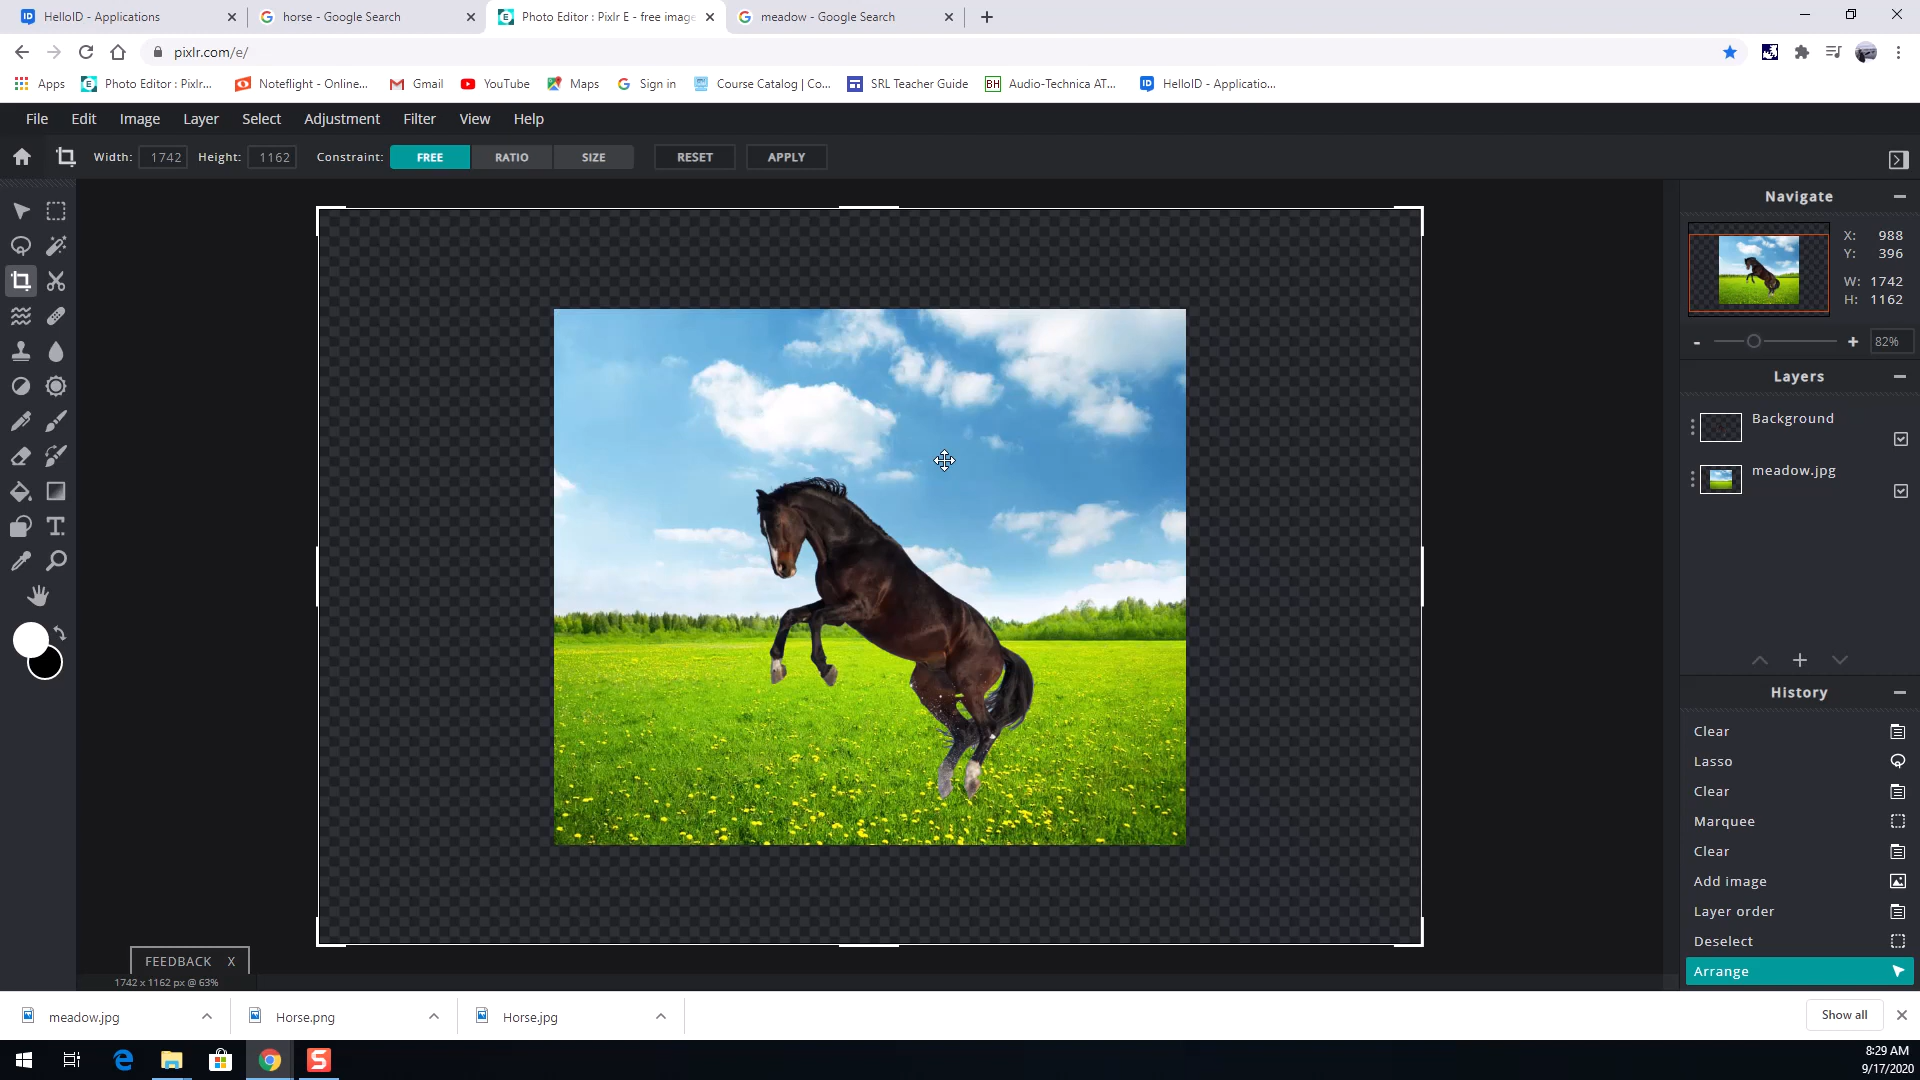 HelloID - Applications
horse - Google Search
Photo Editor : Pixlr E - free image
meadow - Google Search
pixlr.com/e/
Apps
Photo Editor : Pixlr...
Noteflight - Online...
Gmail
YouTube
Maps
Sign in
Course Catalog | Co...
SRL Teacher Guide
BH
Audio-Technica AT...
HelloID - Applicatio...
File Edit Image Layer Select Adjustment Filter View Help
Width: 1742 Height: 1162 Constraint: FREE RATIO SIZE RESET APPLY
Navigate
X: 988
Y: 396
W: 1742
H: 1162
82%
Layers
Background
meadow.jpg
History
Clear
Lasso
Clear
Marquee
Clear
Add image
Layer order
Deselect
Arrange
FEEDBACK X
1742 x 1162 px @ 63%
meadow.jpg
Horse.png
Horse.jpg
Show all
8:29 AM
9/17/2020